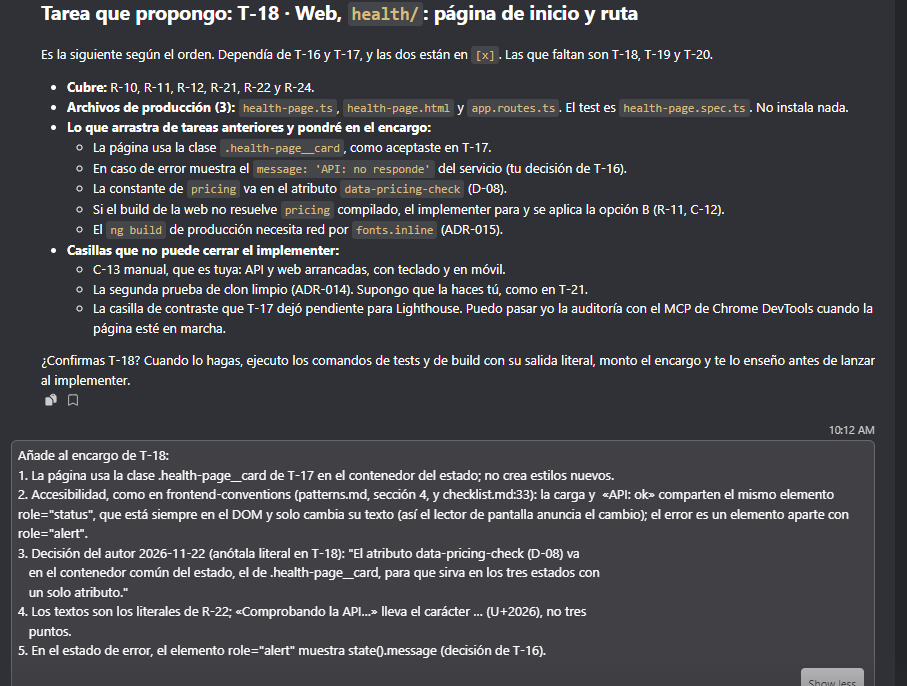 Tarea que propongo: T-18 · Web, health/: página de inicio y ruta
Es la siguiente según el orden. Dependía de T-16 y T-17, y las dos están en [x]. Las que faltan son T-18, T-19 y T-20.
• Cubre: R-10, R-11, R-12, R-21, R-22 y R-24.
• Archivos de producción (3): health-page.ts, health-page.html y app.routes.ts. El test es health-page.spec.ts. No instala nada.
• Lo que arrastra de tareas anteriores y pondré en el encargo:
○ La página usa la clase .health-page__card, como aceptaste en T-17.
○ En caso de error muestra el message: 'API: no responde' del servicio (tu decisión de T-16).
○ La constante de pricing va en el atributo data-pricing-check (D-08).
○ Si el build de la web no resuelve pricing compilado, el implementer para y se aplica la opción B (R-11, C-12).
○ El ng build de producción necesita red por fonts.inline (ADR-015).
• Casillas que no puede cerrar el implementer:
○ C-13 manual, que es tuya: API y web arrancadas, con teclado y en móvil.
○ La segunda prueba de clon limpio (ADR-014). Supongo que la haces tú, como en T-21.
○ La casilla de contraste que T-17 dejó pendiente para Lighthouse. Puedo pasar yo la auditoría con el MCP de Chrome DevTools cuando la
página esté en marcha.
¿Confirmas T-18? Cuando lo hagas, ejecuto los comandos de tests y de build con su salida literal, monto el encargo y te lo enseño antes de lanzar
al implementer.
10:12 AM
Añade al encargo de T-18:
1. La página usa la clase .health-page__card de T-17 en el contenedor del estado; no crea estilos nuevos.
2. Accesibilidad, como en frontend-conventions (patterns.md, sección 4, y checklist.md:33): la carga y «API: ok» comparten el mismo elemento
role="status", que está siempre en el DOM y solo cambia su texto (así el lector de pantalla anuncia el cambio); el error es un elemento aparte con
role="alert".
3. Decisión del autor 2026-11-22 (anótala literal en T-18): "El atributo data-pricing-check (D-08) va
en el contenedor común del estado, el de .health-page__card, para que sirva en los tres estados con
un solo atributo."
4. Los textos son los literales de R-22; «Comprobando la API…» lleva el carácter … (U+2026), no tres
puntos.
5. En el estado de error, el elemento role="alert" muestra state().message (decisión de T-16).
Show less